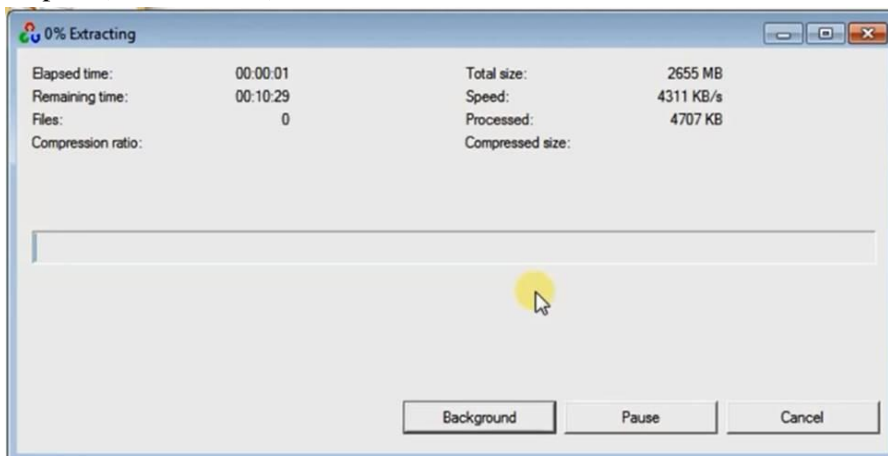 0% Extracting
Elapsed time: 00:00:01 Total size: 2655 MB
Remaining time: 00:10:29 Speed: 4311 KB/s
Files: 0 Processed: 4707 KB
Compression ratio: Compressed size:
Background Pause Cancel